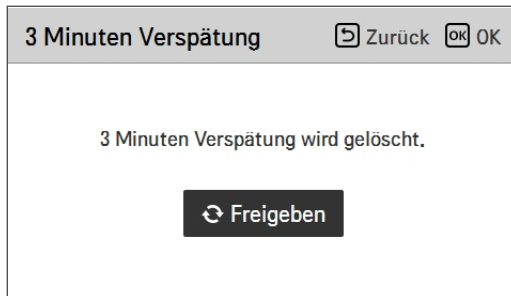 3 Minuten Verspätung Zurück OK OK
3 Minuten Verspätung wird gelöscht.
Freigeben